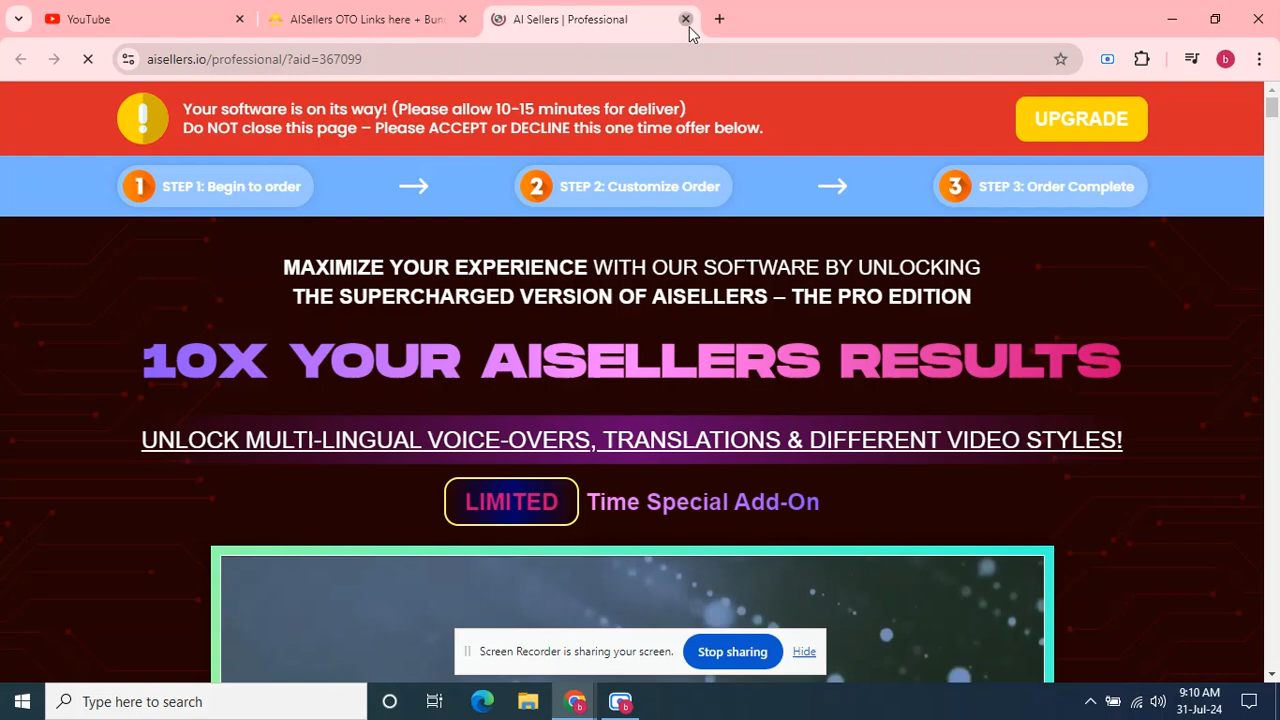 YouTube
AISellers OTO Links here + Bun
AI Sellers | Professional
aisellers.io/professional/?aid=367099
b
Your software is on its way! (Please allow 10-15 minutes for deliver)
Do NOT close this page – Please ACCEPT or DECLINE this one time offer below.
UPGRADE
1 STEP 1: Begin to order
2 STEP 2: Customize Order
3 STEP 3: Order Complete
MAXIMIZE YOUR EXPERIENCE WITH OUR SOFTWARE BY UNLOCKING
THE SUPERCHARGED VERSION OF AISELLERS – THE PRO EDITION
10X YOUR AISELLERS RESULTS
UNLOCK MULTI-LINGUAL VOICE-OVERS, TRANSLATIONS & DIFFERENT VIDEO STYLES!
LIMITED Time Special Add-On
Screen Recorder is sharing your screen. Stop sharing Hide
Type here to search
b
b
9:10 AM
31-Jul-24